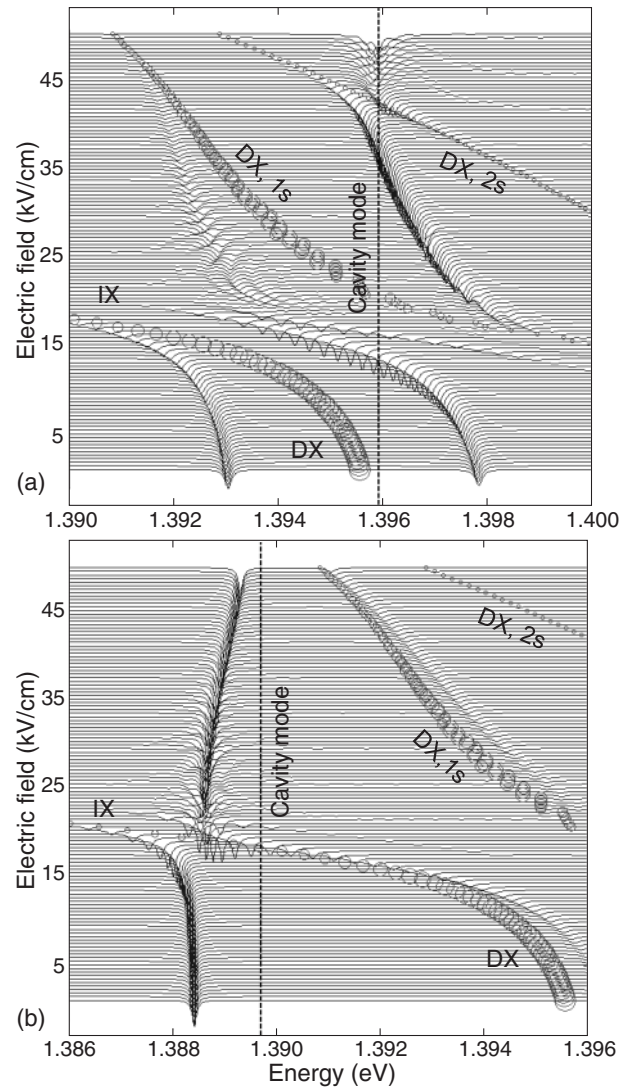 45
35
25
15
5
Electric field (kV/cm)
DX, 1s
DX, 2s
Cavity mode
IX
DX
(a)
1.390 1.392 1.394 1.396 1.398 1.400
45
35
25
15
5
Electric field (kV/cm)
DX, 2s
Cavity mode
DX, 1s
IX
DX
(b)
1.386 1.388 1.390 1.392 1.394 1.396
Energy (eV)